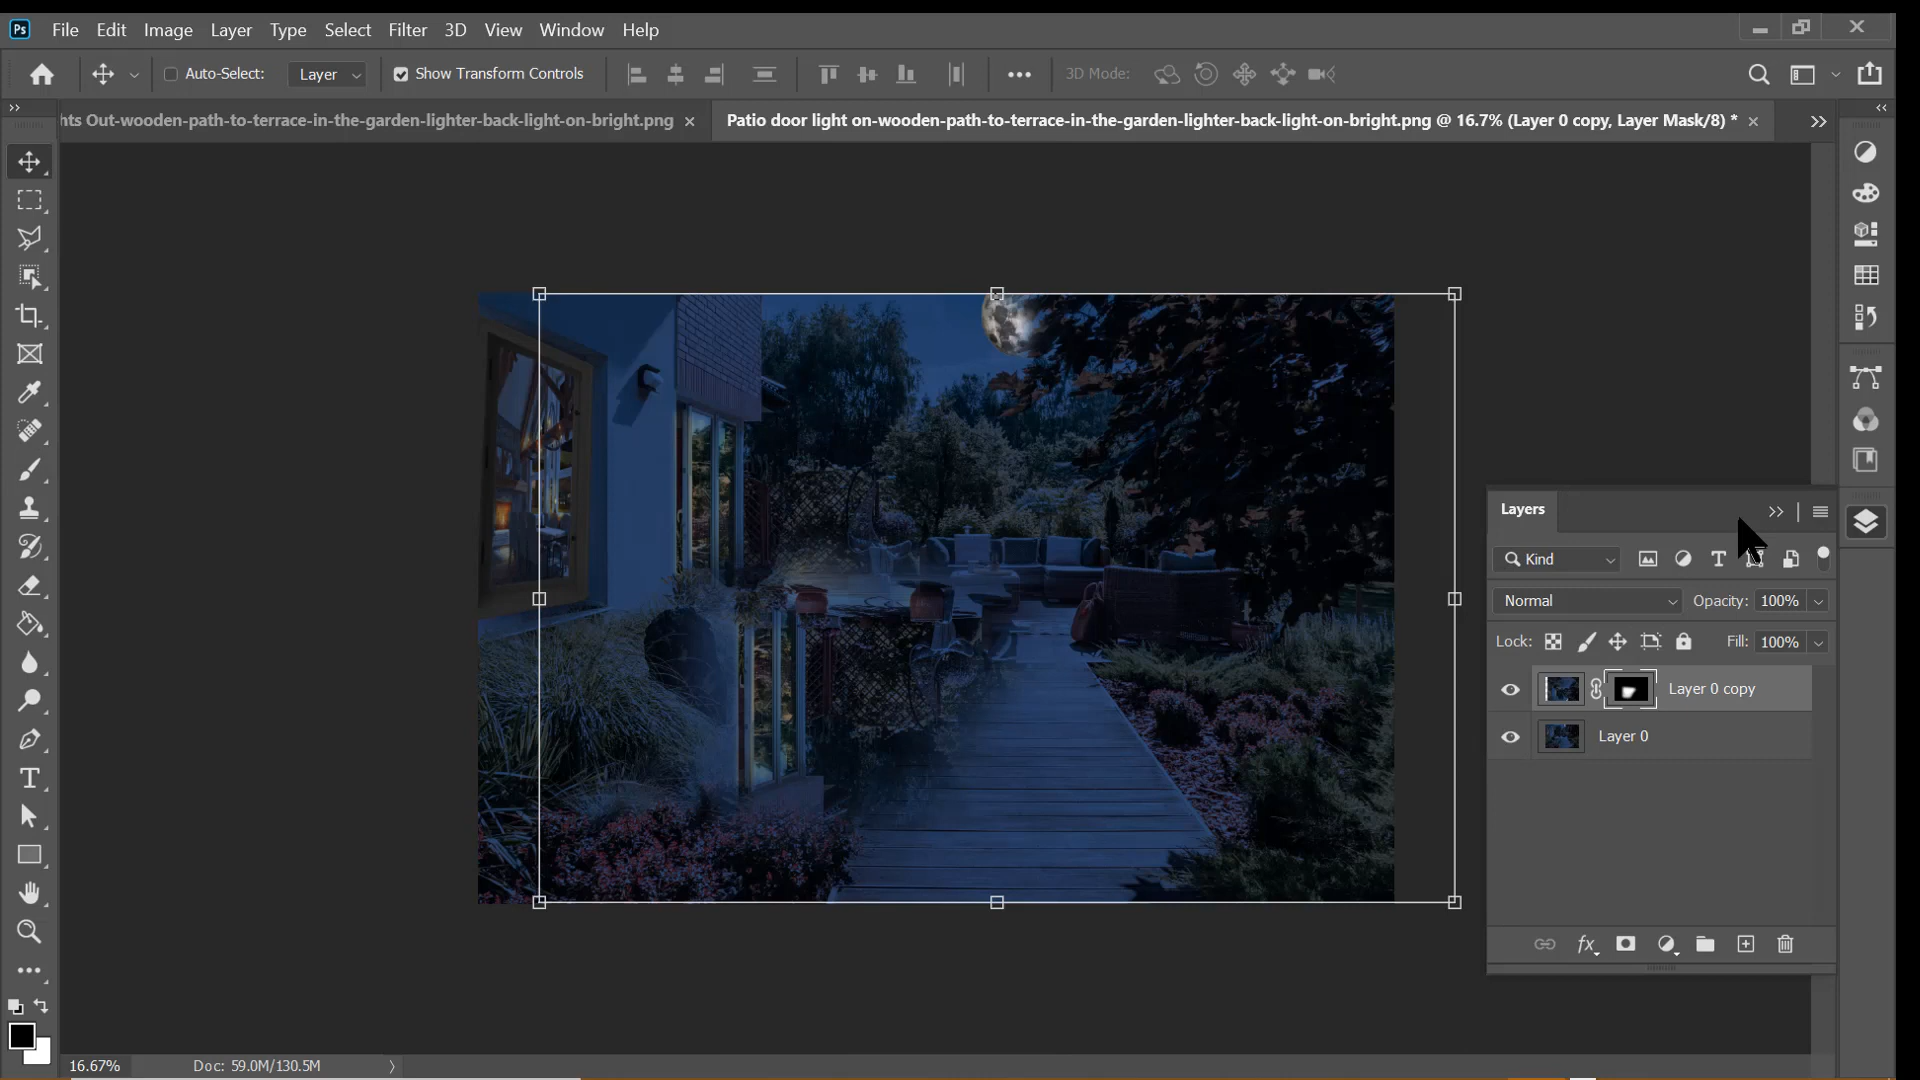 Ps File Edit Image Layer Type Select Filter 3D View Window Help
Auto-Select: Layer Show Transform Controls 3D Mode:
hts Out-wooden-path-to-terrace-in-the-garden-lighter-back-light-on-bright.png
Patio door light on-wooden-path-to-terrace-in-the-garden-lighter-back-light-on-bright.png @ 16.7% (Layer 0 copy, Layer Mask/8) *
Layers
Kind
Normal Opacity: 100%
Lock: Fill: 100%
Layer 0 copy
Layer 0
fx
16.67% Doc: 59.0M/130.5M